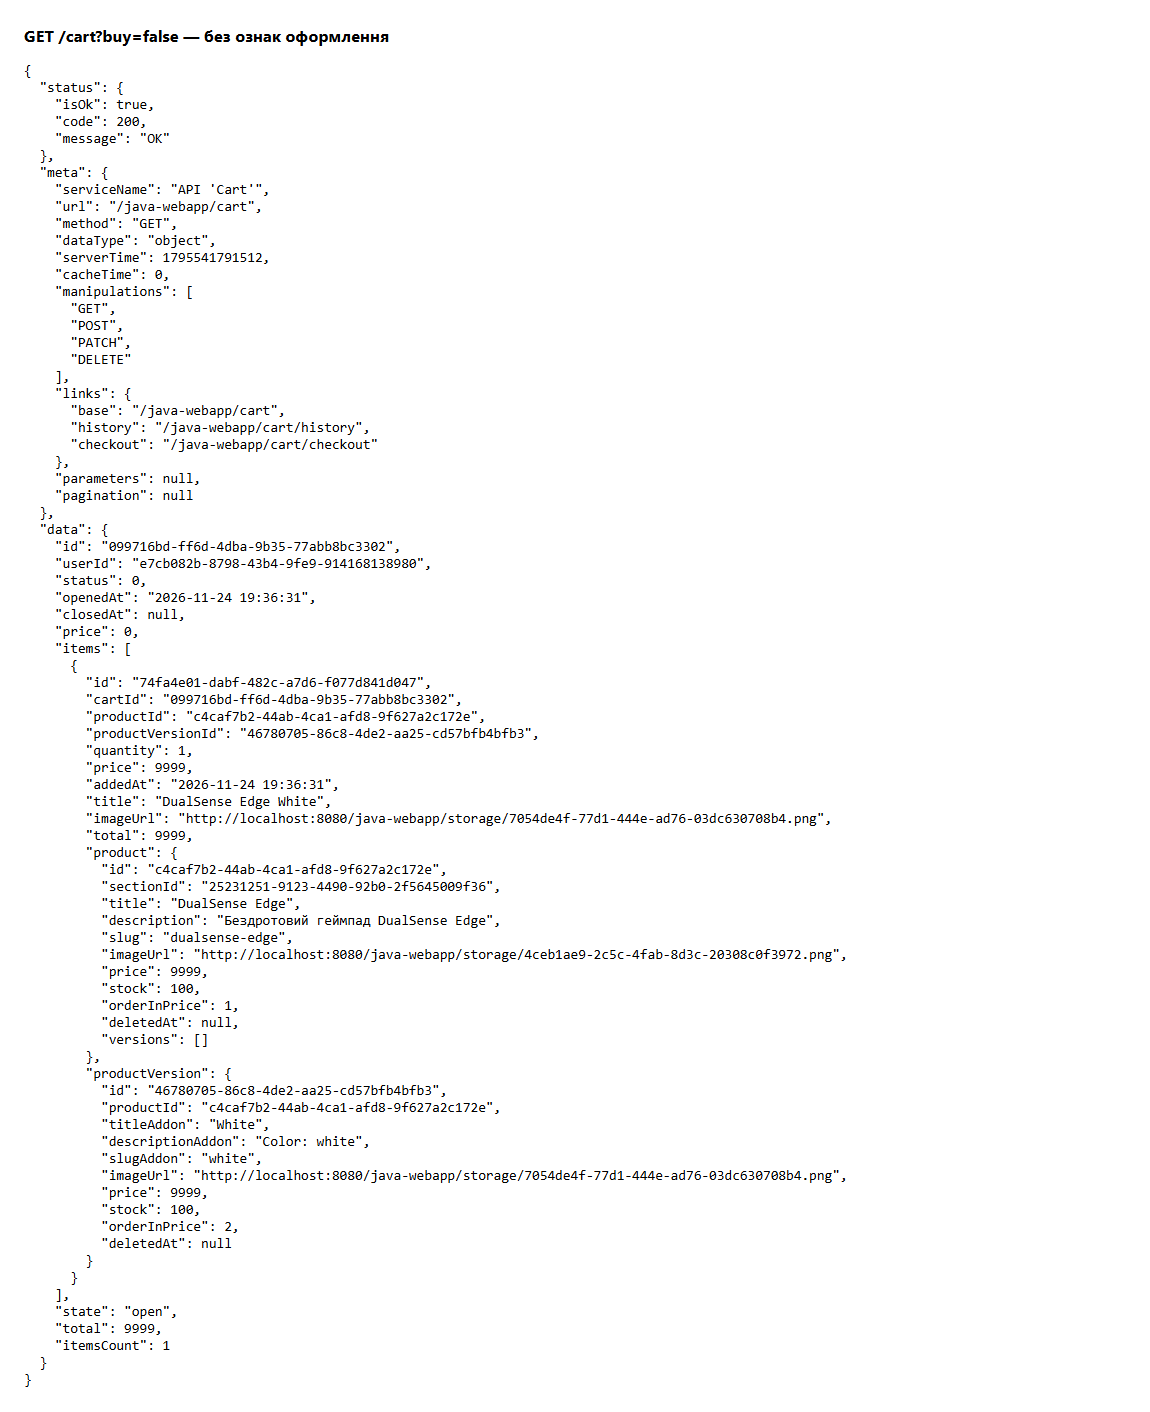 GET /cart?buy=false — без ознак оформлення
{
  "status": {
    "isOk": true,
    "code": 200,
    "message": "OK"
  },
  "meta": {
    "serviceName": "API 'Cart'",
    "url": "/java-webapp/cart",
    "method": "GET",
    "dataType": "object",
    "serverTime": 1795541791512,
    "cacheTime": 0,
    "manipulations": [
      "GET",
      "POST",
      "PATCH",
      "DELETE"
    ],
    "links": {
      "base": "/java-webapp/cart",
      "history": "/java-webapp/cart/history",
      "checkout": "/java-webapp/cart/checkout"
    },
    "parameters": null,
    "pagination": null
  },
  "data": {
    "id": "099716bd-ff6d-4dba-9b35-77abb8bc3302",
    "userId": "e7cb082b-8798-43b4-9fe9-914168138980",
    "status": 0,
    "openedAt": "2026-11-24 19:36:31",
    "closedAt": null,
    "price": 0,
    "items": [
      {
        "id": "74fa4e01-dabf-482c-a7d6-f077d841d047",
        "cartId": "099716bd-ff6d-4dba-9b35-77abb8bc3302",
        "productId": "c4caf7b2-44ab-4ca1-afd8-9f627a2c172e",
        "productVersionId": "46780705-86c8-4de2-aa25-cd57bfb4bfb3",
        "quantity": 1,
        "price": 9999,
        "addedAt": "2026-11-24 19:36:31",
        "title": "DualSense Edge White",
        "imageUrl": "http://localhost:8080/java-webapp/storage/7054de4f-77d1-444e-ad76-03dc630708b4.png",
        "total": 9999,
        "product": {
          "id": "c4caf7b2-44ab-4ca1-afd8-9f627a2c172e",
          "sectionId": "25231251-9123-4490-92b0-2f5645009f36",
          "title": "DualSense Edge",
          "description": "Бездротовий геймпад DualSense Edge",
          "slug": "dualsense-edge",
          "imageUrl": "http://localhost:8080/java-webapp/storage/4ceb1ae9-2c5c-4fab-8d3c-20308c0f3972.png",
          "price": 9999,
          "stock": 100,
          "orderInPrice": 1,
          "deletedAt": null,
          "versions": []
        },
        "productVersion": {
          "id": "46780705-86c8-4de2-aa25-cd57bfb4bfb3",
          "productId": "c4caf7b2-44ab-4ca1-afd8-9f627a2c172e",
          "titleAddon": "White",
          "descriptionAddon": "Color: white",
          "slugAddon": "white",
          "imageUrl": "http://localhost:8080/java-webapp/storage/7054de4f-77d1-444e-ad76-03dc630708b4.png",
          "price": 9999,
          "stock": 100,
          "orderInPrice": 2,
          "deletedAt": null
        }
      }
    ],
    "state": "open",
    "total": 9999,
    "itemsCount": 1
  }
}